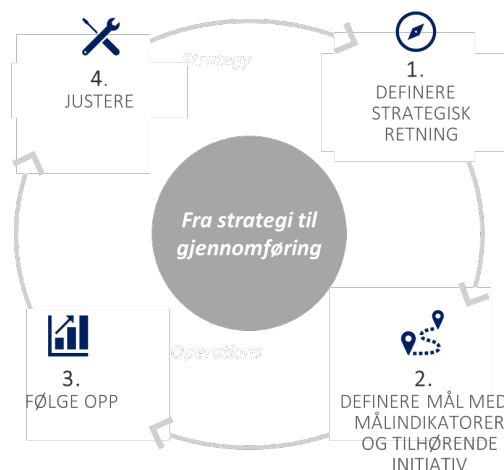 Strategy
4.
JUSTERE
1.
DEFINERE
STRATEGISK
RETNING
Fra strategi til
gjennomføring
Operations
3.
FØLGE OPP
2.
DEFINERE MÅL MED
MÅLINDIKATORER
OG TILHØRENDE
INITIATIV